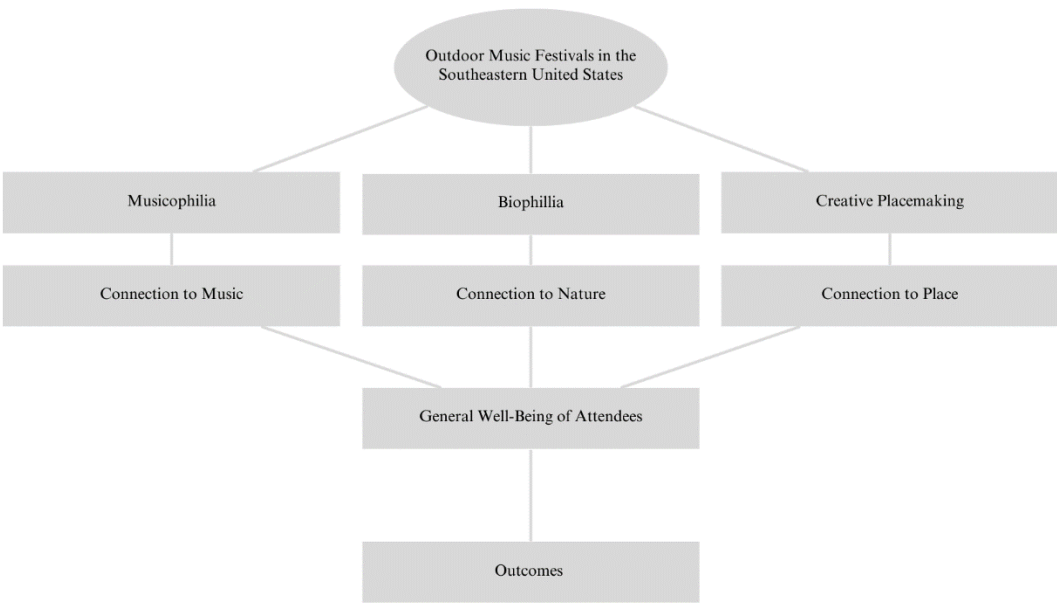 Outdoor Music Festivals in the
Southeastern United States
Musicophilia
Biophillia
Creative Placemaking
Connection to Music
Connection to Nature
Connection to Place
General Well-Being of Attendees
Outcomes